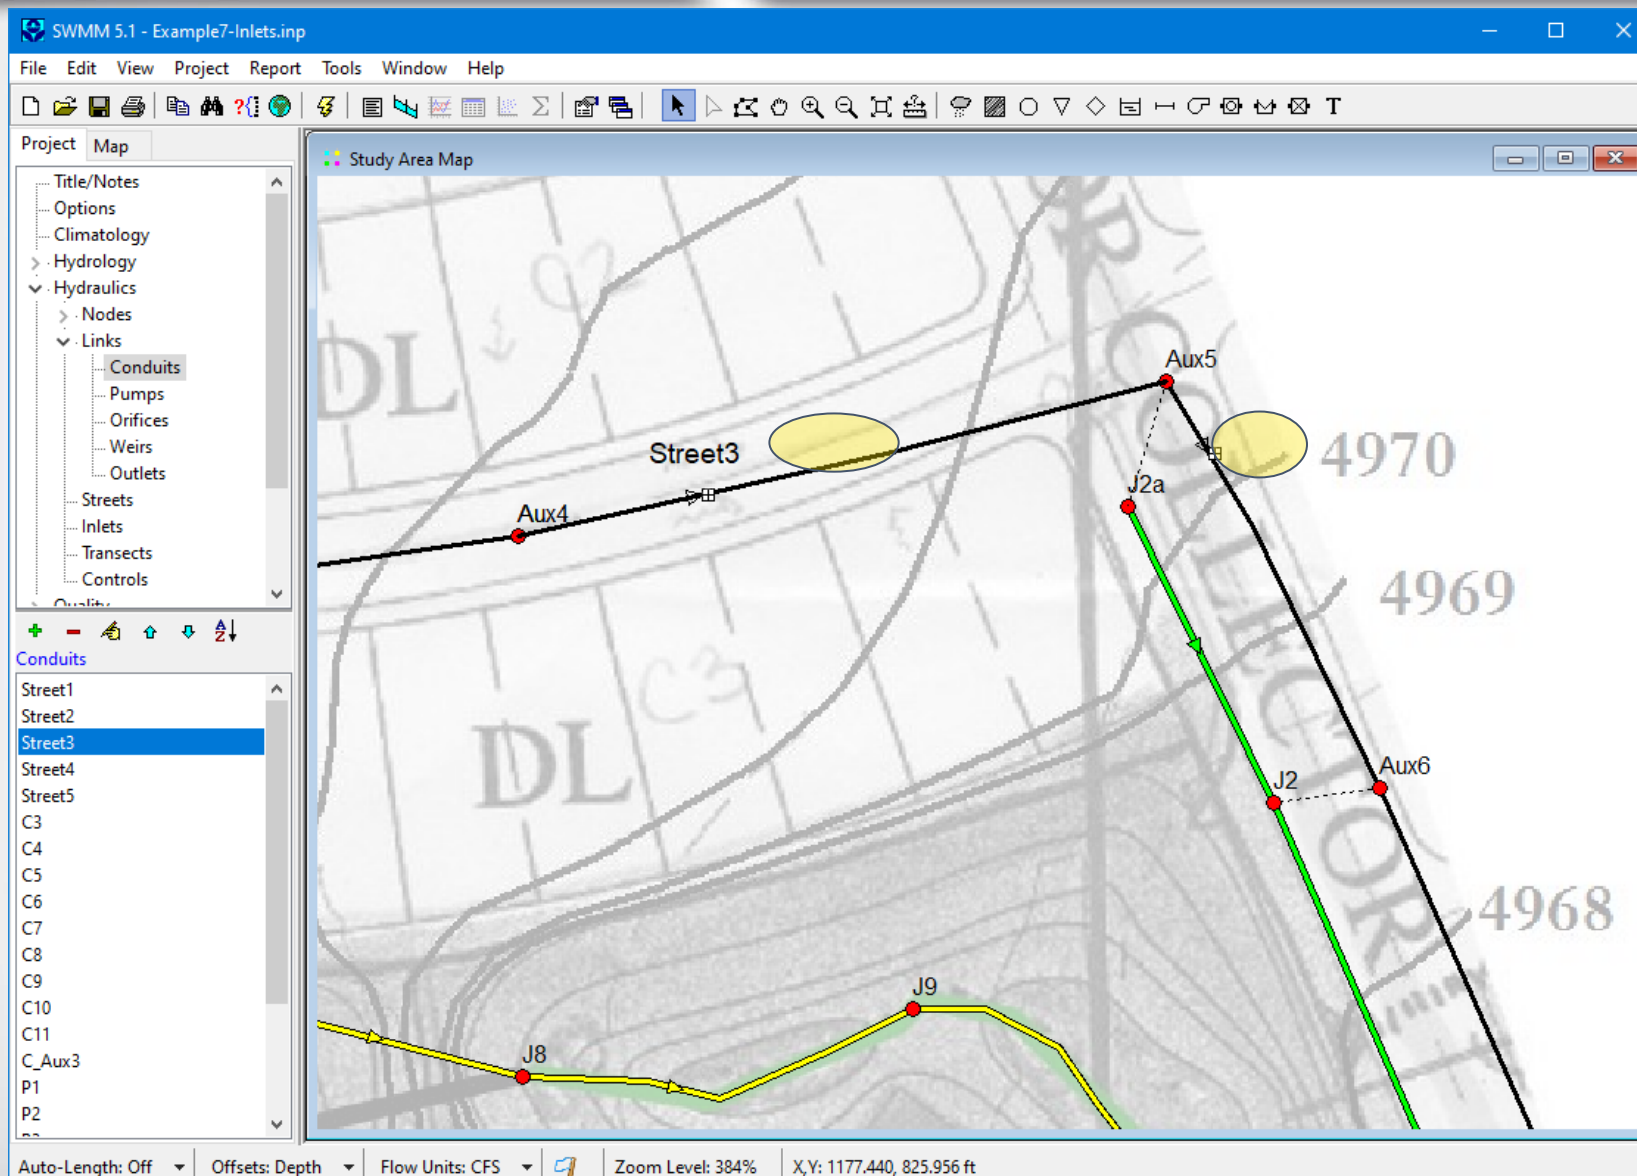 SWMM 5.1 - Example7-Inlets.inp
File Edit View Project Report Tools Window Help
Project Map
Title/Notes
Options
Climatology
Hydrology
Hydraulics
Nodes
Links
Conduits
Pumps
Orifices
Weirs
Outlets
Streets
Inlets
Transects
Controls
Quality
Conduits
Street1
Street2
Street3
Street4
Street5
C3
C4
C5
C6
C7
C8
C9
C10
C11
C_Aux3
P1
P2
Study Area Map
DL
COLLECTOR
Aux5
Street3
4970
J2a
Aux4
4969
C3
DL
Aux6
J2
4968
J9
J8
Auto-Length: Off Offsets: Depth Flow Units: CFS Zoom Level: 384% X,Y: 1177.440, 825.956 ft